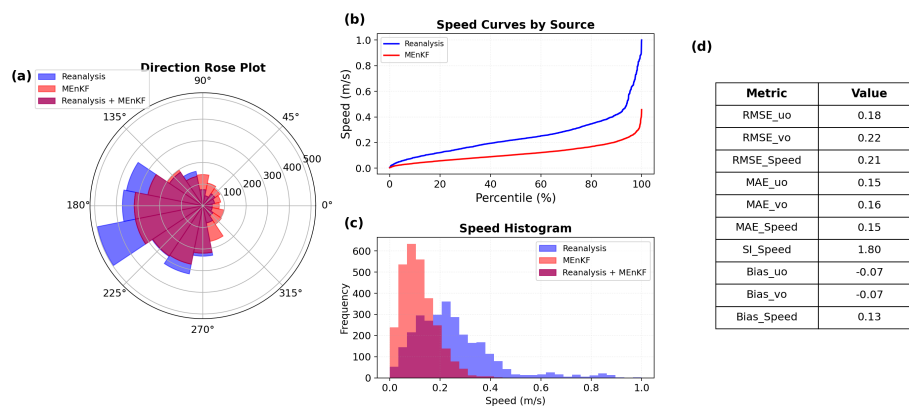 (a)
Direction Rose Plot
Reanalysis
MEnKF
Reanalysis + MEnKF
90°
135°
45°
180°
0°
225°
315°
270°
100
200
300
400
500
(b)
Speed Curves by Source
Reanalysis
MEnKF
Speed (m/s)
1.0
0.8
0.6
0.4
0.2
0.0
0 20 40 60 80 100
Percentile (%)
(c)
Speed Histogram
Reanalysis
MEnKF
Reanalysis + MEnKF
Frequency
600
500
400
300
200
100
0
0.0 0.2 0.4 0.6 0.8 1.0
Speed (m/s)
(d)
Metric Value
RMSE_uo 0.18
RMSE_vo 0.22
RMSE_Speed 0.21
MAE_uo 0.15
MAE_vo 0.16
MAE_Speed 0.15
SI_Speed 1.80
Bias_uo -0.07
Bias_vo -0.07
Bias_Speed 0.13